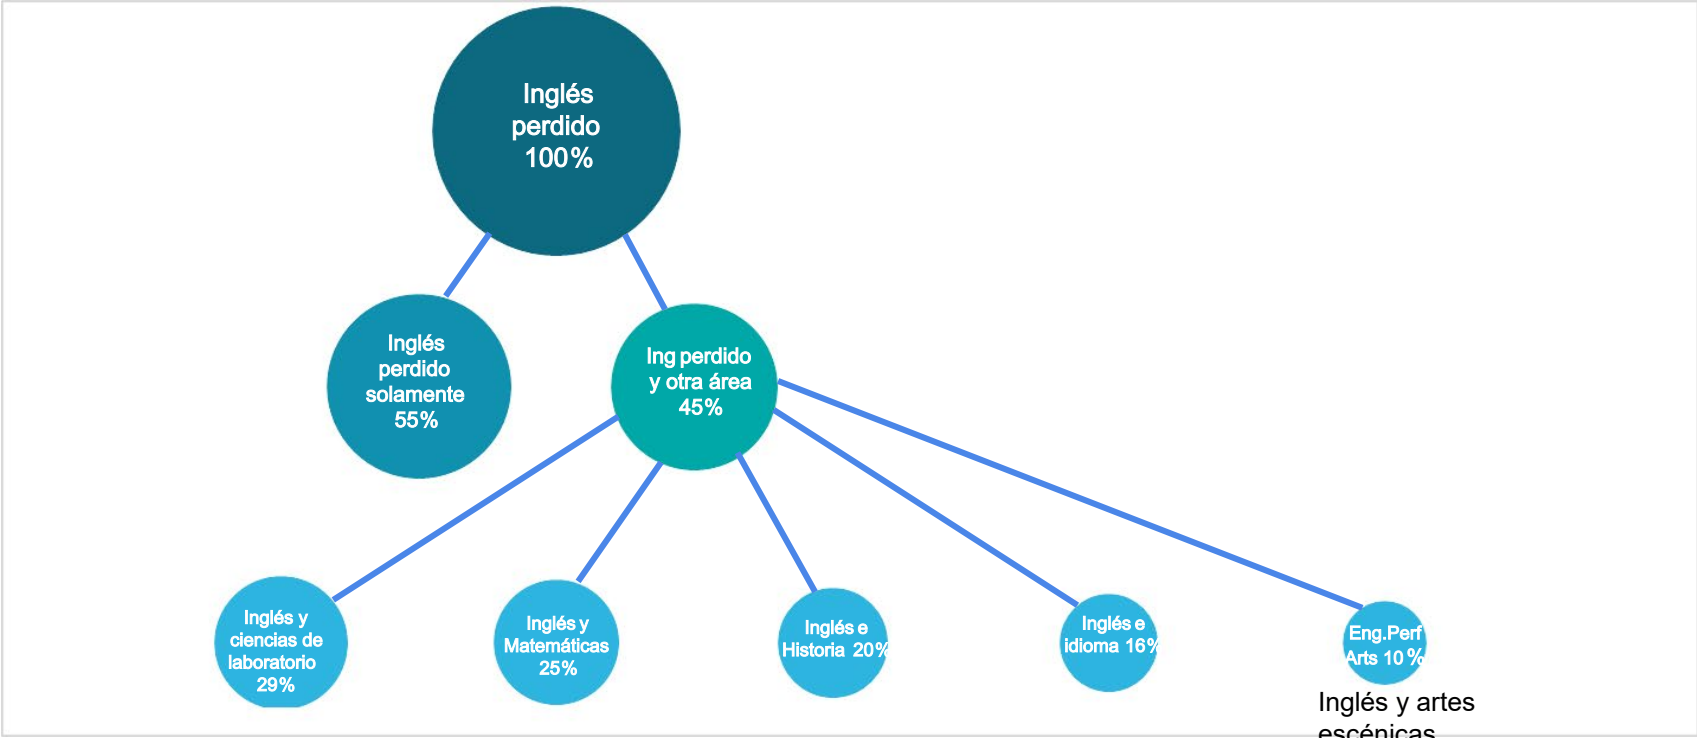 Inglés
perdido
100%
Inglés
perdido
solamente
55%
Ing perdido
y otra área
45%
Inglés y
ciencias de
laboratorio
29%
Inglés y
Matemáticas
25%
Inglés e
Historia 20%
Inglés e
idioma 16%
Eng.Perf
Arts 10%
Inglés y artes
escénicas